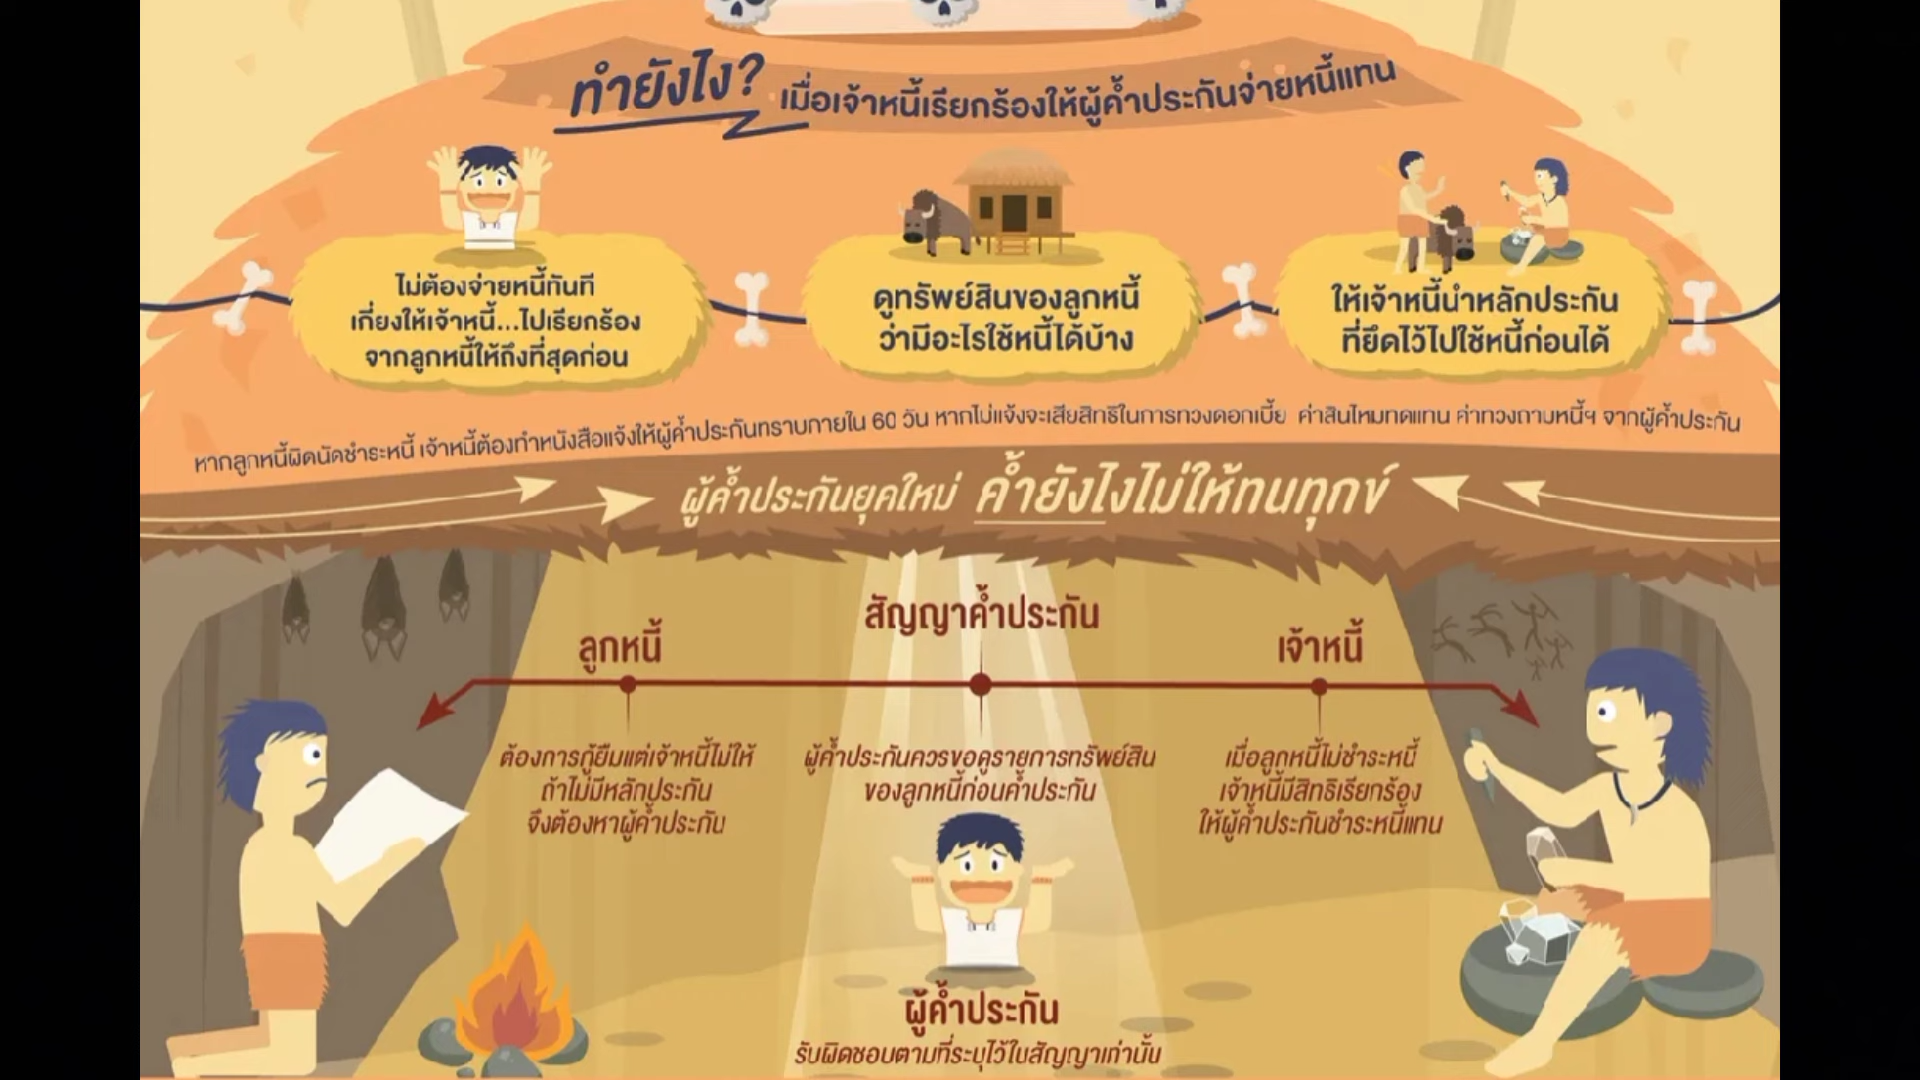 ทำยังไง? เมื่อเจ้าหนี้เรียกร้องให้ผู้ค้ำประกันจ่ายหนี้แทน
ไม่ต้องจ่ายหนี้ทันที
เกี่ยงให้เจ้าหนี้...ไปเรียกร้อง
จากลูกหนี้ให้ถึงที่สุดก่อน
ดูทรัพย์สินของลูกหนี้
ว่ามีอะไรใช้หนี้ได้บ้าง
ให้เจ้าหนี้นำหลักประกัน
ที่ยึดไว้ไปใช้หนี้ก่อนได้
หากลูกหนี้ผิดนัดชำระหนี้ เจ้าหนี้ต้องทำหนังสือแจ้งให้ผู้ค้ำประกันทราบภายใน 60 วัน หากไม่แจ้งจะเสียสิทธิในการทวงดอกเบี้ย ค่าสินไหมทดแทน ค่าทวงถามหนี้ฯ จากผู้ค้ำประกัน
ผู้ค้ำประกันยุคใหม่ ค้ำยังไงไม่ให้ทนทุกข์
สัญญาค้ำประกัน
ลูกหนี้
เจ้าหนี้
ต้องการกู้ยืมแต่เจ้าหนี้ไม่ให้
ถ้าไม่มีหลักประกัน
จึงต้องหาผู้ค้ำประกัน
ผู้ค้ำประกันควรขอดูรายการทรัพย์สิน
ของลูกหนี้ก่อนค้ำประกัน
เมื่อลูกหนี้ไม่ชำระหนี้
เจ้าหนี้มีสิทธิเรียกร้อง
ให้ผู้ค้ำประกันชำระหนี้แทน
ผู้ค้ำประกัน
รับผิดชอบตามที่ระบุไว้ในสัญญาเท่านั้น